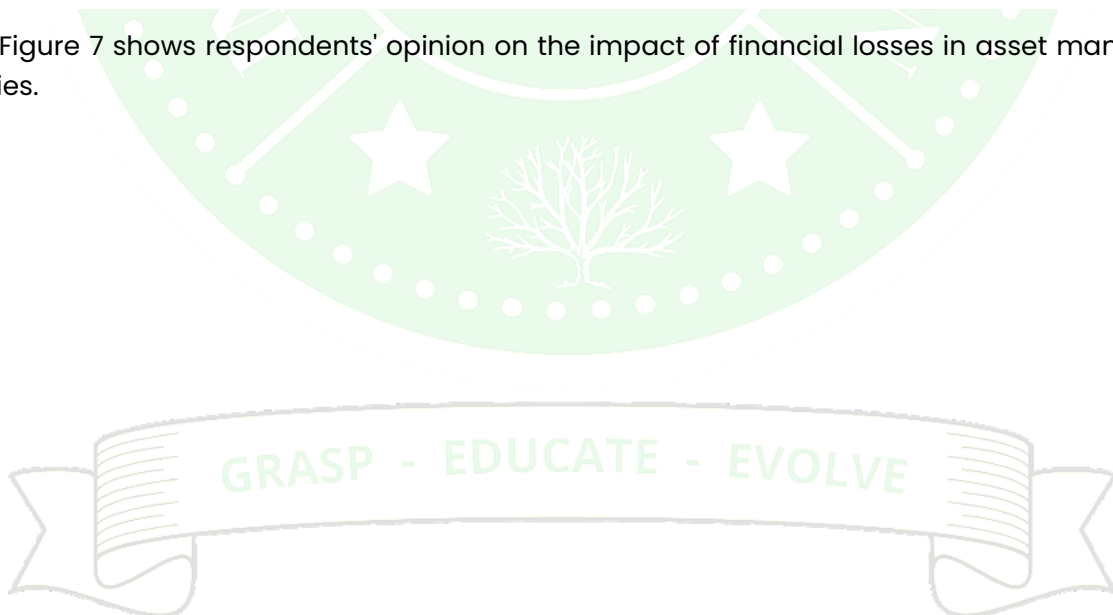 Figure 7 shows respondents' opinion on the impact of financial losses in asset man
ies.
GRASP - EDUCATE - EVOLVE